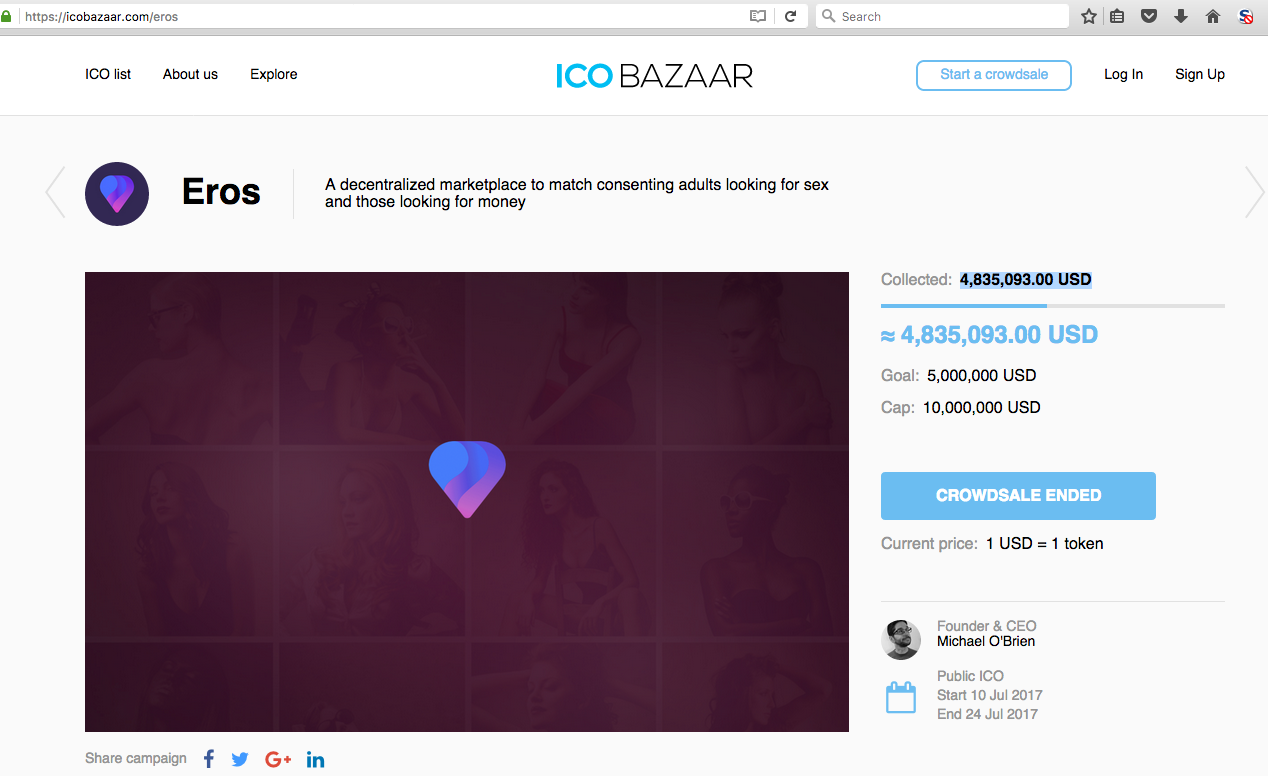 https://icobazaar.com/eros
Search
ICO list
About us
Explore
ICO BAZAAR
Start a crowdsale
Log In
Sign Up
Eros
A decentralized marketplace to match consenting adults looking for sex
and those looking for money
Collected: 4,835,093.00 USD
≈ 4,835,093.00 USD
Goal: 5,000,000 USD
Cap: 10,000,000 USD
CROWDSALE ENDED
Current price: 1 USD = 1 token
Founder & CEO
Michael O'Brien
Public ICO
Start 10 Jul 2017
End 24 Jul 2017
Share campaign